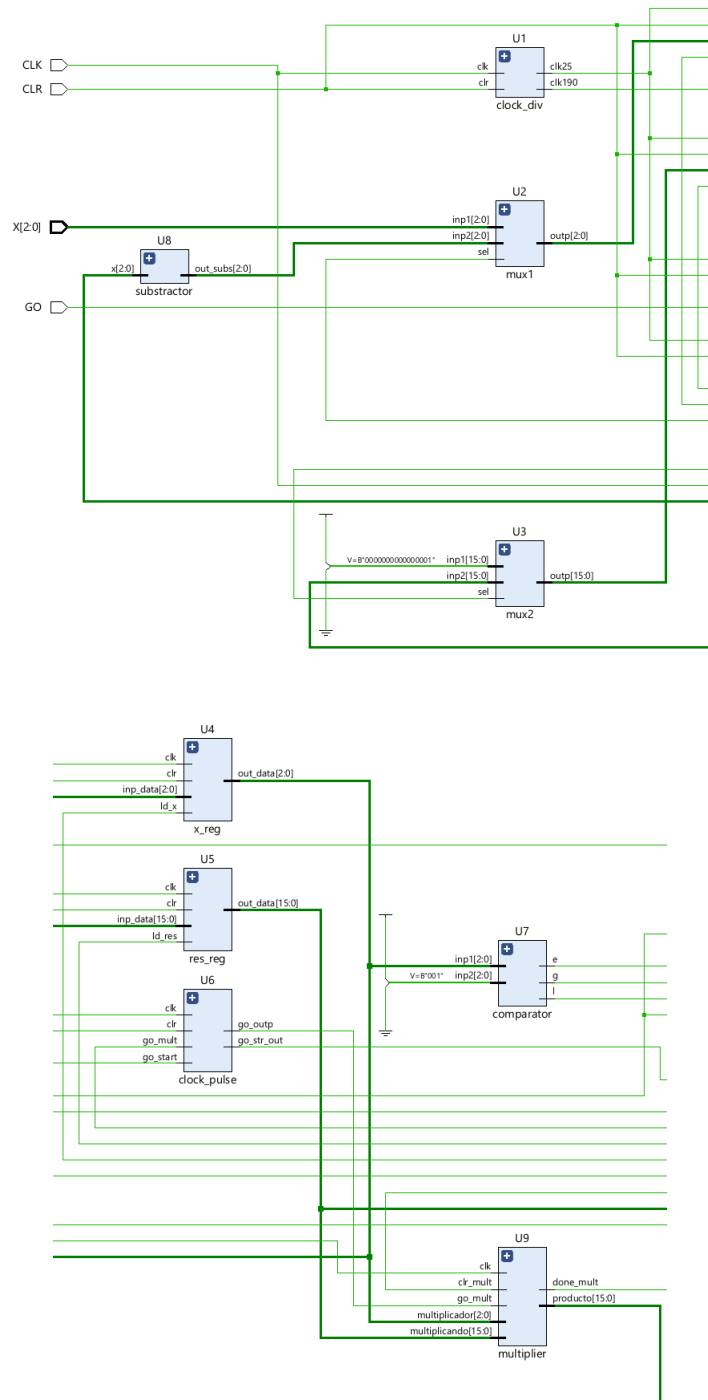 U1
CLK
clk
clk25
CLR
clr
clk190
clock_div
U2
X[2:0]
inp1[2:0]
U8
inp2[2:0]
outp[2:0]
sel
x[2:0]
out_subs[2:0]
mux1
substractor
GO
U3
V=B"0000000000000001"
inp1[15:0]
inp2[15:0]
outp[15:0]
sel
mux2
U4
clk
clr
out_data[2:0]
inp_data[2:0]
ld_x
x_reg
U5
clk
clr
out_data[15:0]
inp_data[15:0]
ld_res
res_reg
U7
inp1[2:0]
e
V=B"001"
inp2[2:0]
g
l
comparator
U6
clk
clr
go_outp
go_mult
go_str_out
go_start
clock_pulse
U9
clk
clr_mult
done_mult
go_mult
producto[15:0]
multiplicador[2:0]
multiplicando[15:0]
multiplier